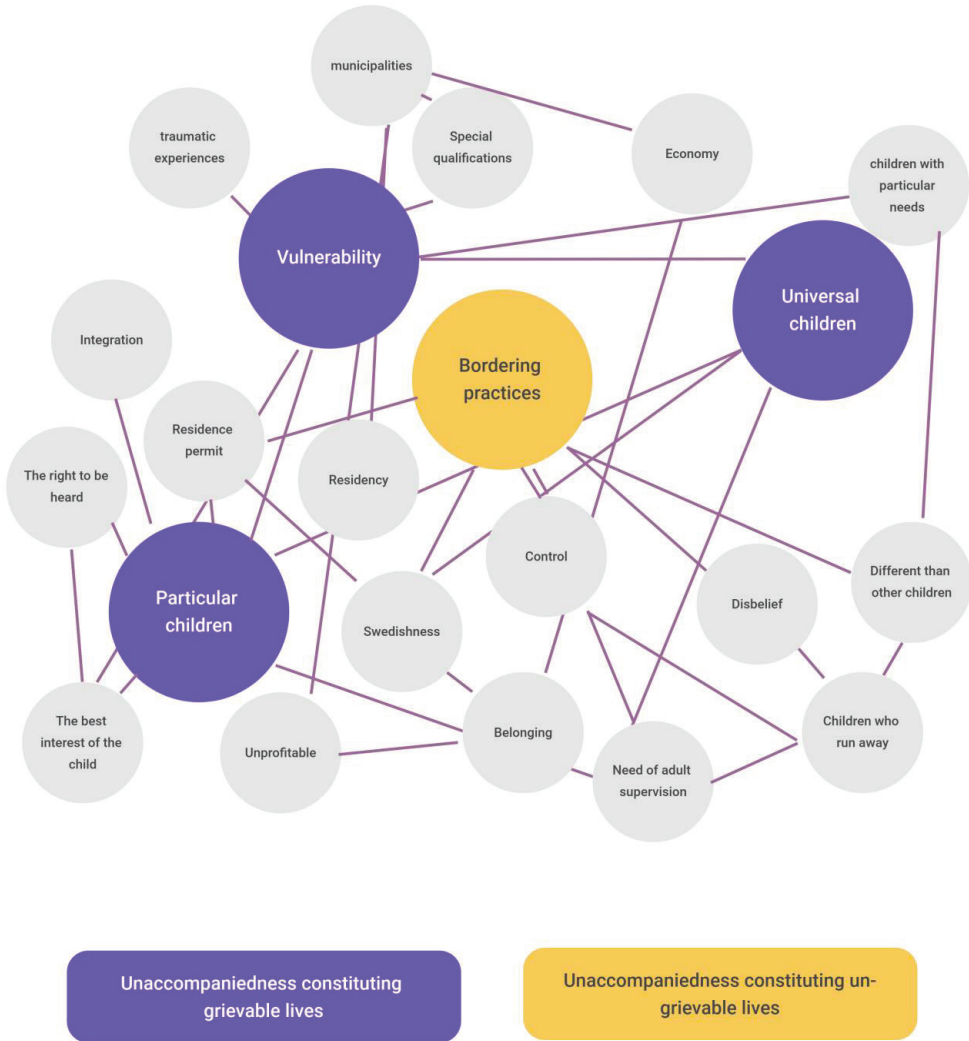 municipalities
traumatic
experiences
Special
qualifications
Economy
children with
particular
needs
Vulnerability
Universal
children
Integration
Bordering
practices
Residence
permit
The right to be
heard
Residency
Control
Different than
other children
Disbelief
Particular
children
Swedishness
The best
interest of the
child
Unprofitable
Belonging
Need of adult
supervision
Children who
run away
Unaccompaniedness constituting
grievable lives
Unaccompaniedness constituting un-
grievable lives